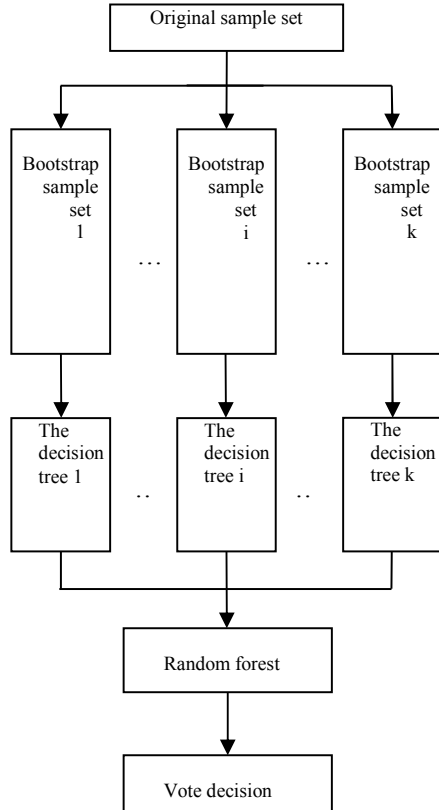 Original sample set
Bootstrap
sample
set
1
Bootstrap
sample
set
i
Bootstrap
sample
set
k
...
...
The
decision
tree 1
The
decision
tree i
The
decision
tree k
..
..
Random forest
Vote decision